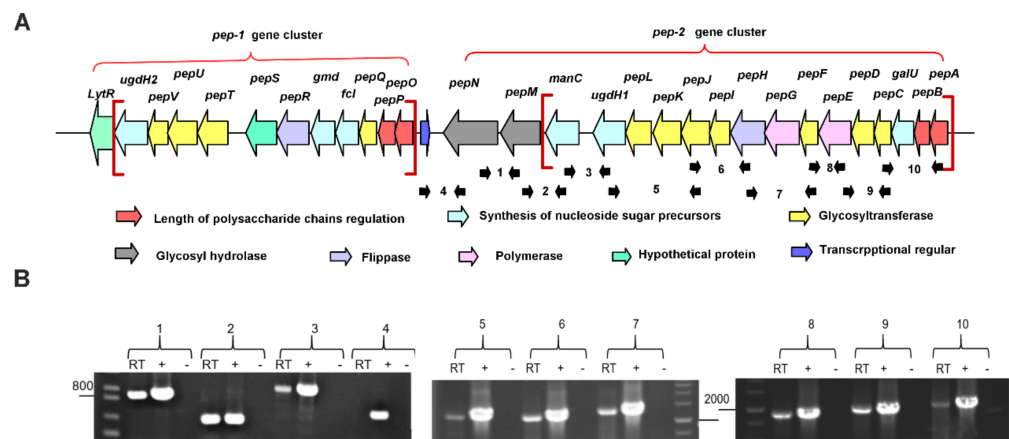 A
pep-1 gene cluster
pep-2 gene cluster
LytR ugdH2 pepV pepU pepT pepS pepR gmd fcl pepQ pepP pepO pepN pepM manC ugdH1 pepL pepK pepJ pepI pepH pepG pepF pepE pepD pepC galU pepB pepA
1 2 3 4 5 6 7 8 9 10
Length of polysaccharide chains regulation
Synthesis of nucleoside sugar precursors
Glycosyltransferase
Glycosyl hydrolase
Flippase
Polymerase
Hypothetical protein
Transcrpptional regular
B
1 2 3 4 5 6 7 8 9 10
RT + - RT + - RT + - RT + - RT + - RT + - RT + - RT + - RT + - RT + -
800
2000